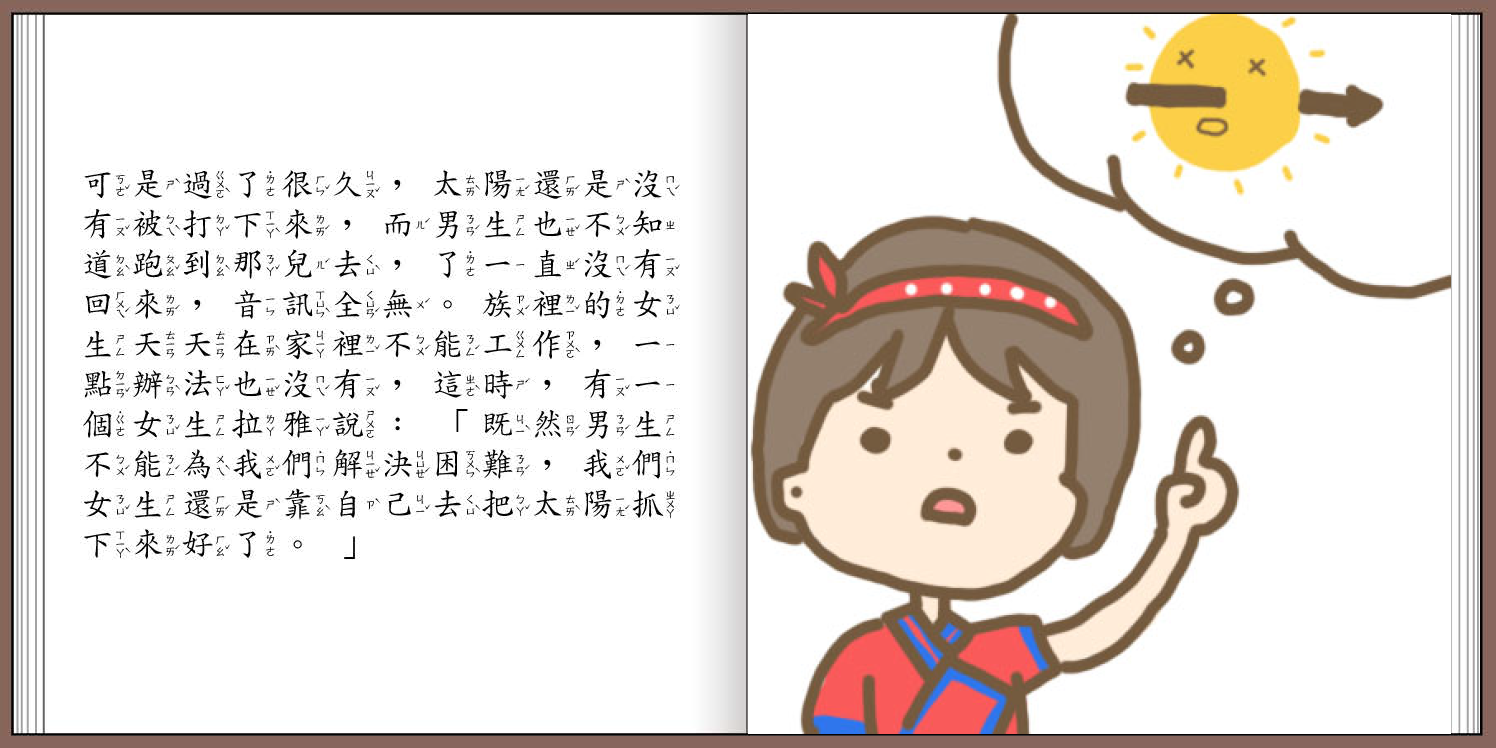 可是過了很久，太陽還是沒
有被打下來，而男生也不知
道跑到那兒去，了一直沒有
回來，音訊全無。族裡的女
生天天在家裡不能工作，一
點辦法也沒有，這時，有一
個女生拉雅說：「既然男生
不能為我們解決困難，我們
女生還是靠自己去把太陽抓
下來好了。」